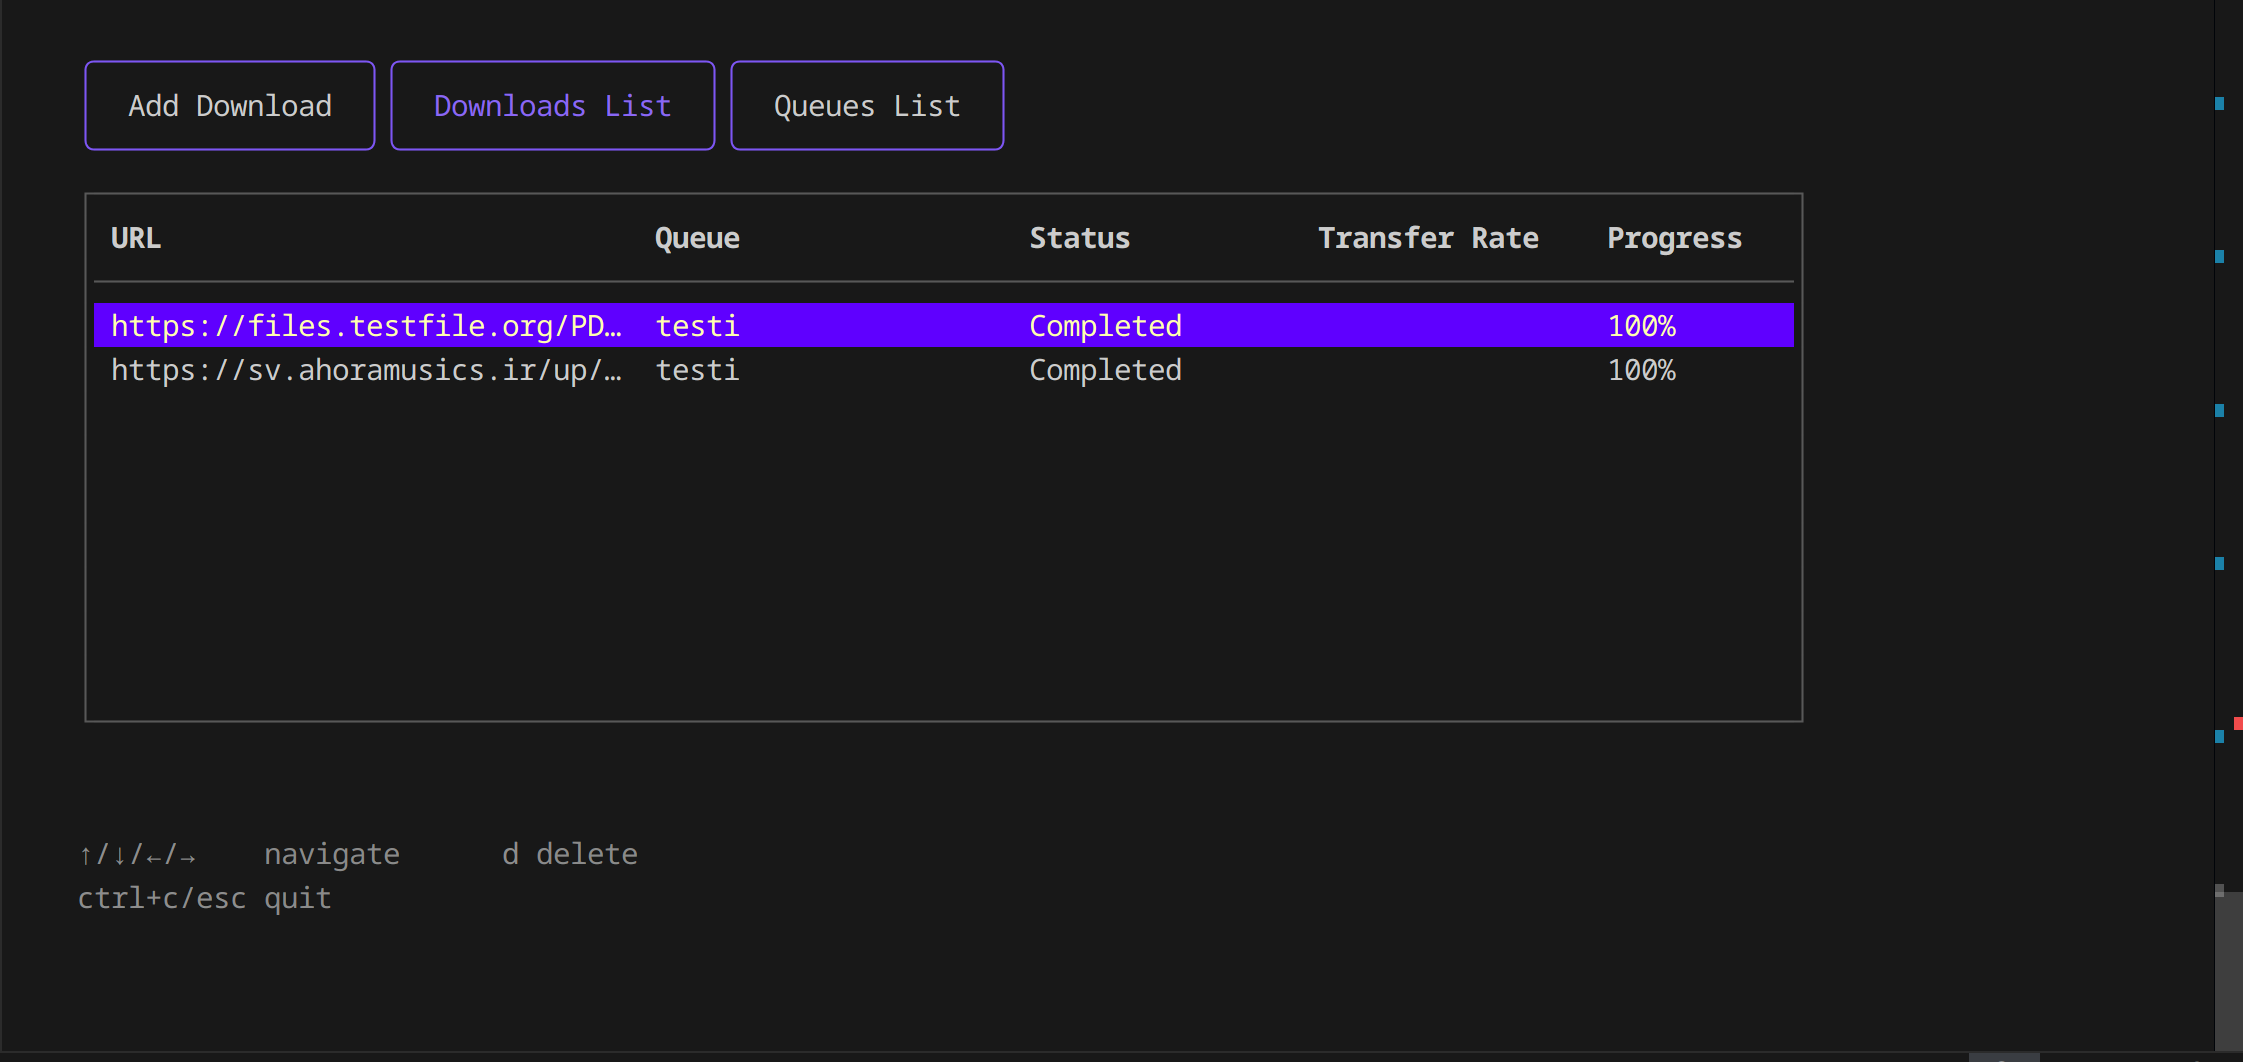 Add Download Downloads List Queues List
URL Queue Status Transfer Rate Progress
https://files.testfile.org/PD… testi Completed 100%
https://sv.ahoramusics.ir/up/… testi Completed 100%
↑/↓/←/→ navigate d delete
ctrl+c/esc quit